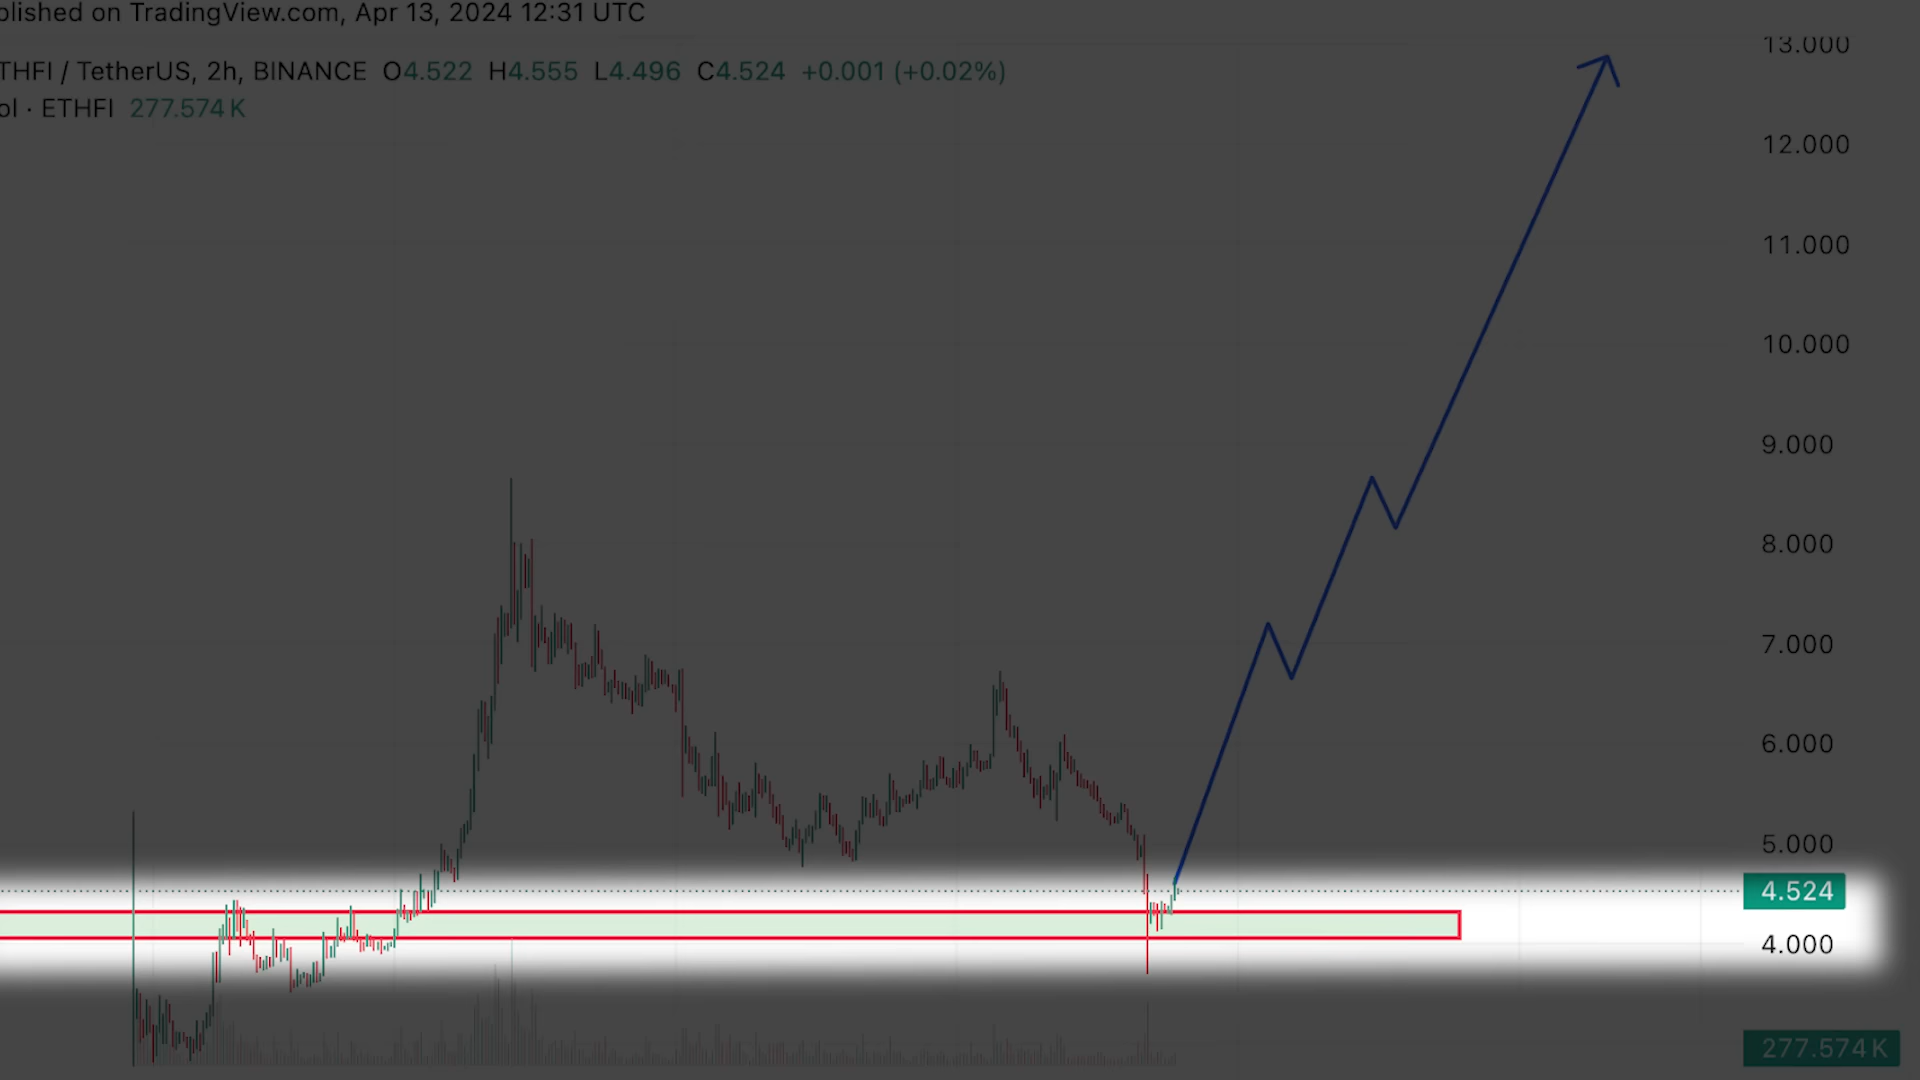 blished on TradingView.com, Apr 13, 2024 12:31 UTC
THFI / TetherUS, 2h, BINANCE O4.522 H4.555 L4.496 C4.524 +0.001 (+0.02%)
ol · ETHFI 277.574K
13.000
12.000
11.000
10.000
9.000
8.000
7.000
6.000
5.000
4.524
4.000
277.574K